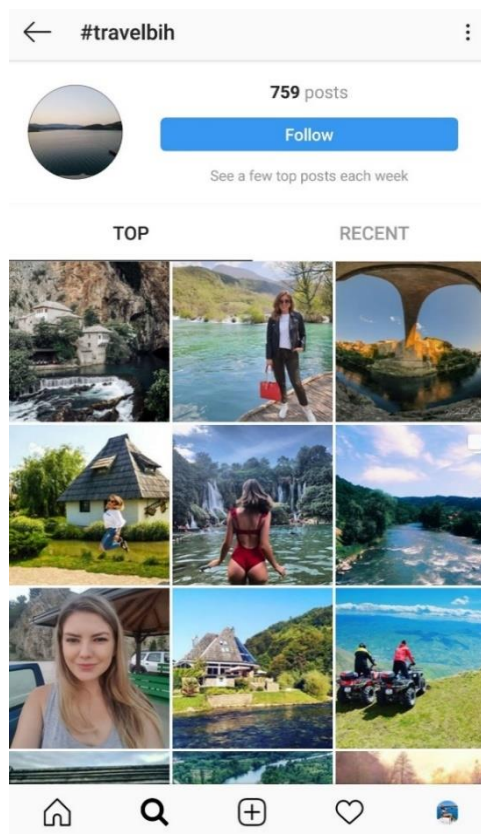 #travelbih
759 posts
Follow
See a few top posts each week
TOP
RECENT